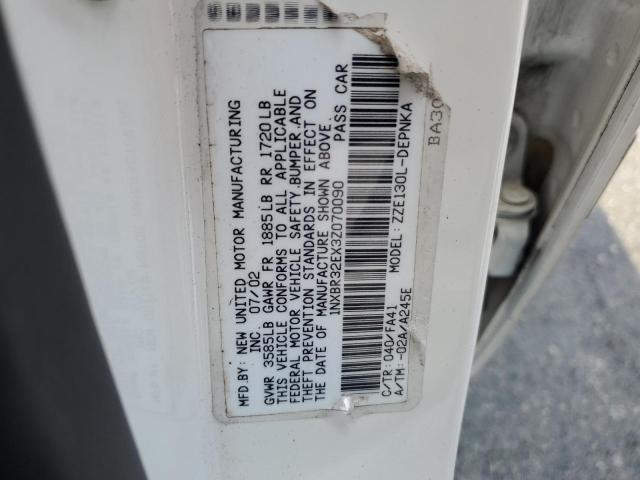 MFD.BY: NEW UNITED MOTOR MANUFACTURING
INC. 07/02
GVWR 3585LB GAWR FR 1885LB RR 1720LB
THIS VEHICLE CONFORMS TO ALL APPLICABLE
FEDERAL MOTOR VEHICLE SAFETY,BUMPER,AND
THEFT PREVENTION STANDARDS IN EFFECT ON
THE DATE OF MANUFACTURE SHOWN ABOVE.
1NXBR32EX3Z070090 PASS CAR
C/TR: 040/FA41 MODEL: ZZE130L-DEPNKA
A/TM: -02A/A245E BA30